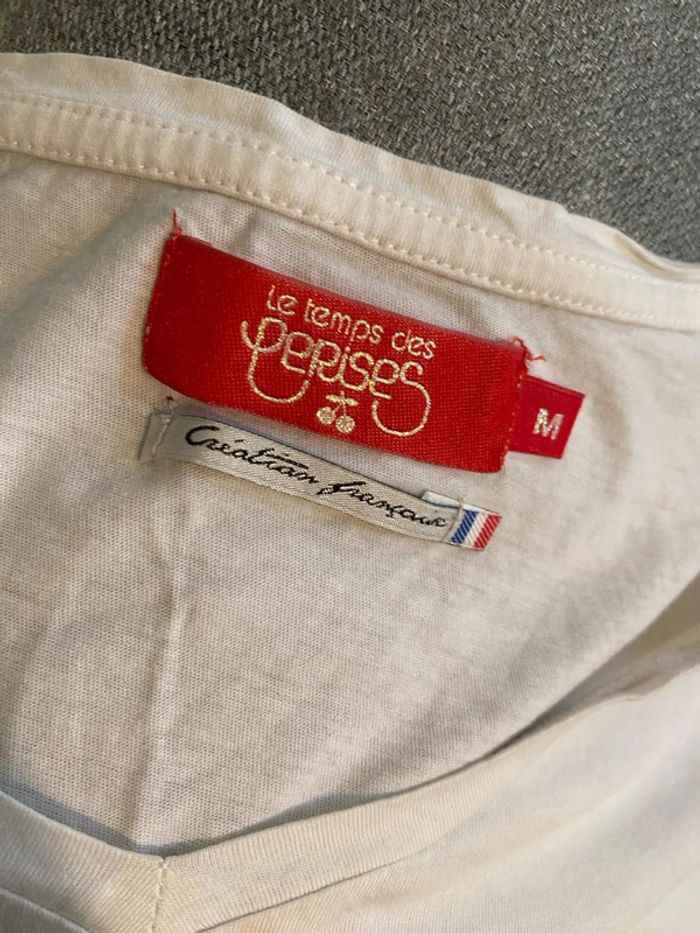 Le temps des
cerises
M
Création française